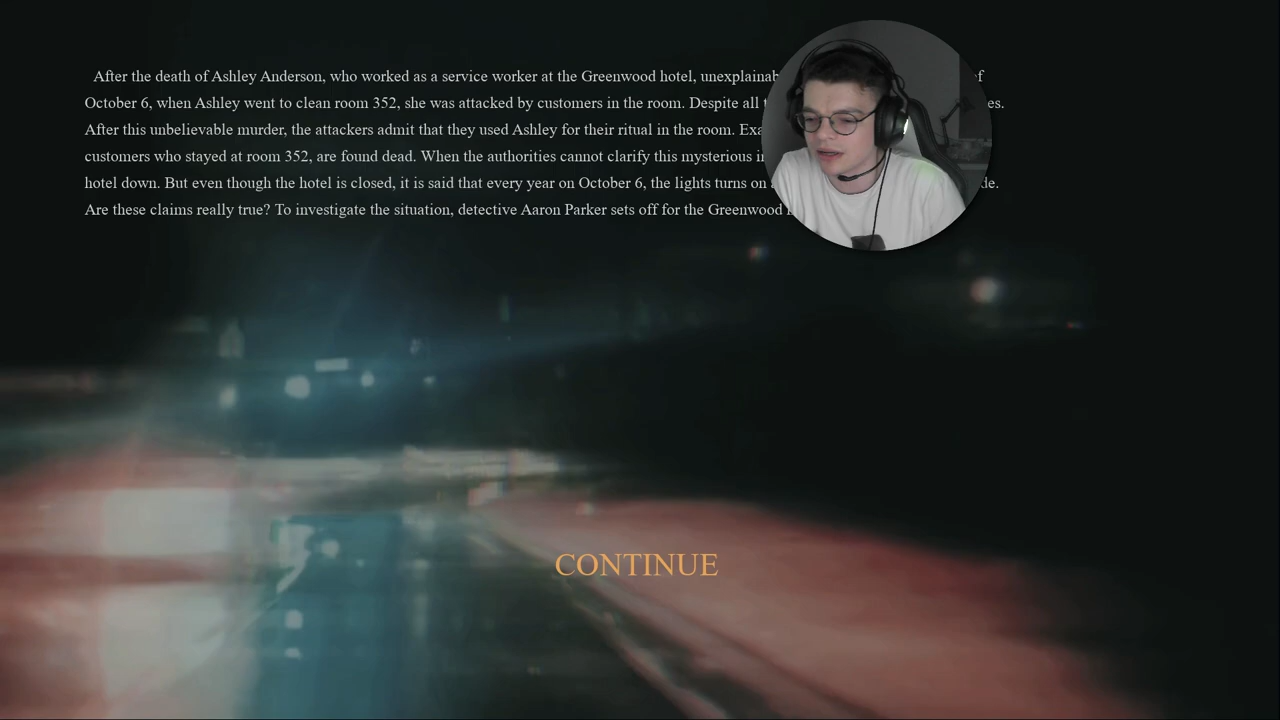 After the death of Ashley Anderson, who worked as a service worker at the Greenwood hotel,
October 6, when Ashley went to clean room 352, she was attacked by customers in the room. Despite all
After this unbelievable murder, the attackers admit that they used Ashley for their ritual in the room.
customers who stayed at room 352, are found dead. When the authorities cannot clarify this mysterious
hotel down. But even though the hotel is closed, it is said that every year on October 6, the lights turns on
Are these claims really true? To investigate the situation, detective Aaron Parker sets off for the Greenwood
CONTINUE